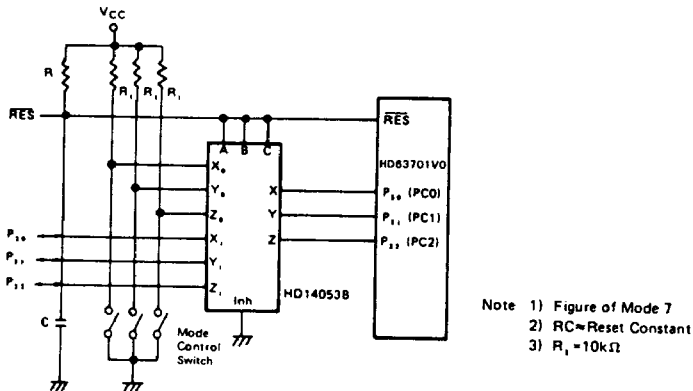 VCC
R
R₁ R₁ R₁
RES
A B C
RES
HD63701V0
X₀
Y₀
Z₀
X₁
Y₁
Z₁
X
Y
Z
P₂₀ (PC0)
P₂₁ (PC1)
P₂₂ (PC2)
P₂₀
P₂₁
P₂₂
Inh
HD14053B
C
Mode
Control
Switch
Note 1) Figure of Mode 7
2) RC≈Reset Constant
3) R₁=10kΩ